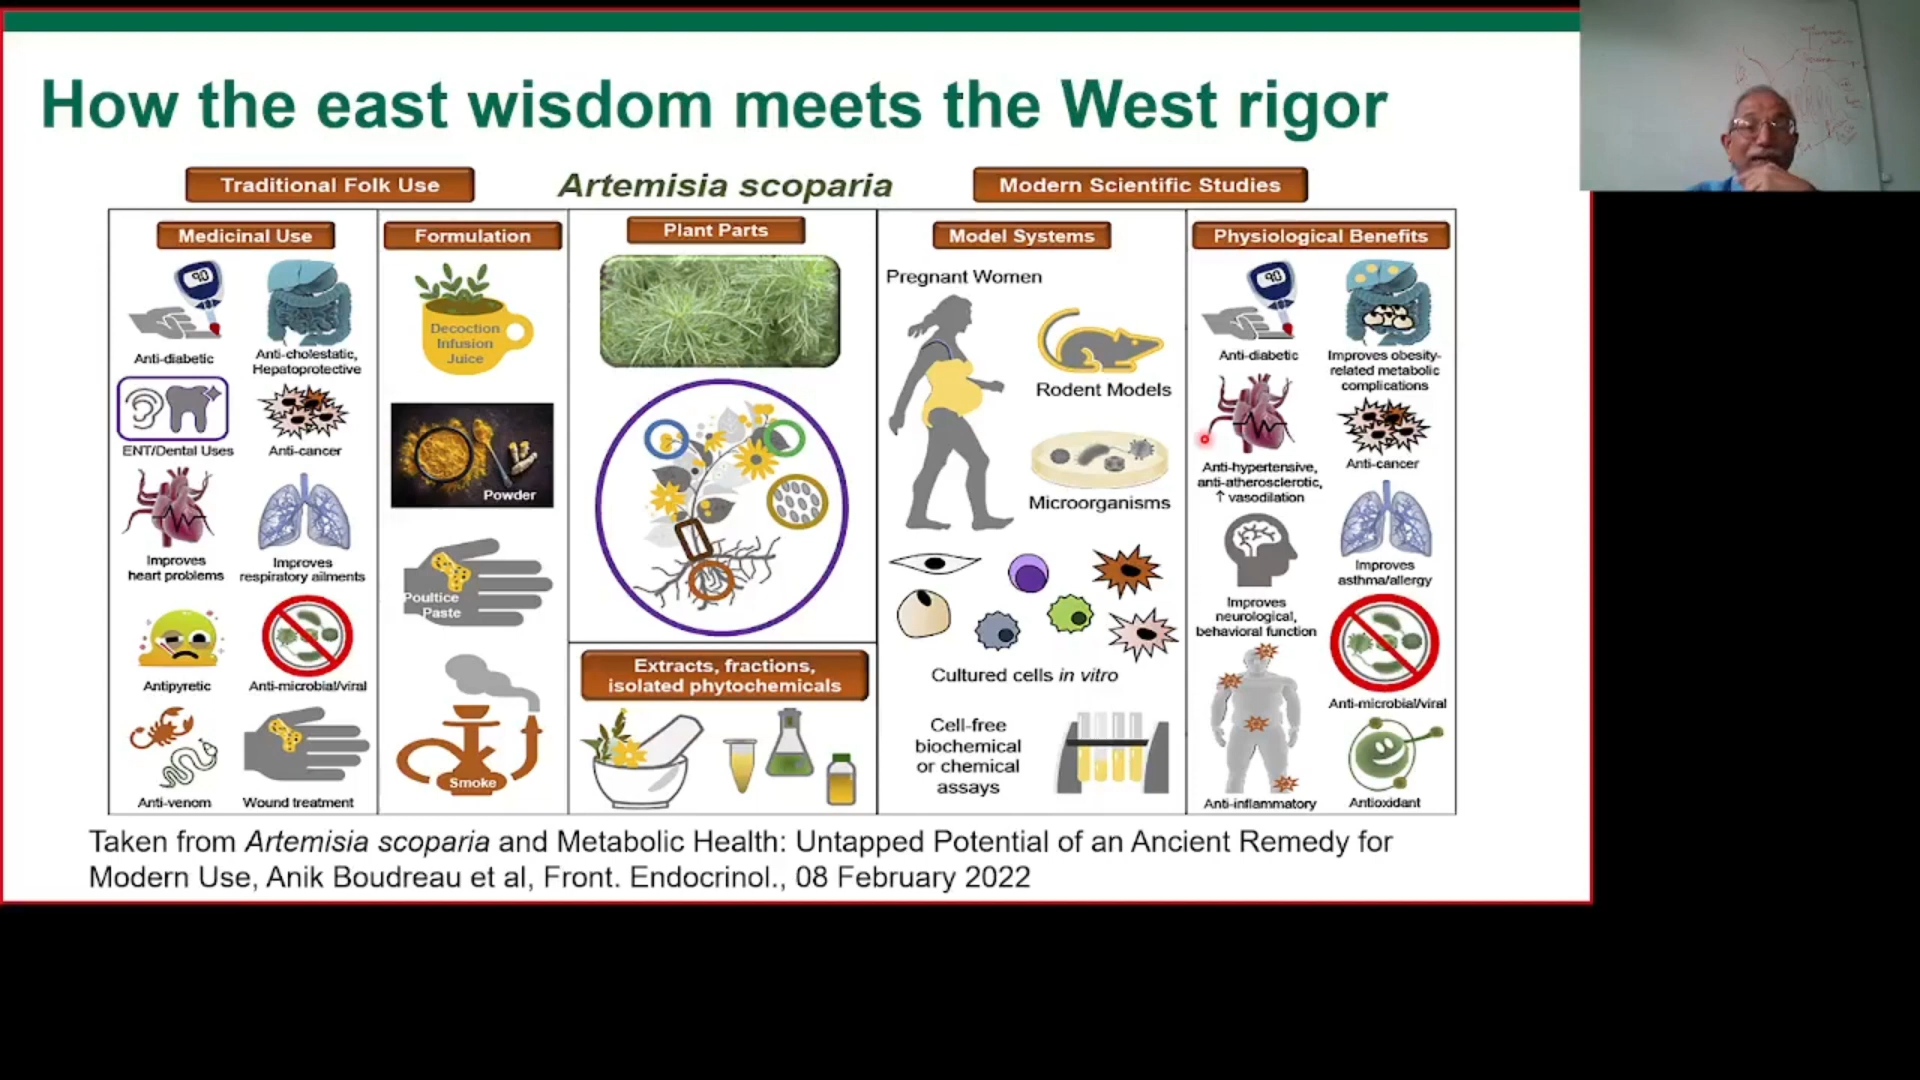 How the east wisdom meets the West rigor
Traditional Folk Use
Artemisia scoparia
Modern Scientific Studies
Medicinal Use
90
Anti-diabetic
Anti-cholestatic,
Hepatoprotective
ENT/Dental Uses
Anti-cancer
Improves
heart problems
Improves
respiratory ailments
Antipyretic
Anti-microbial/viral
Anti-venom
Wound treatment
Formulation
Decoction
Infusion
Juice
Powder
Poultice
Paste
Smoke
Plant Parts
Extracts, fractions,
isolated phytochemicals
Model Systems
Pregnant Women
Rodent Models
Microorganisms
Cultured cells in vitro
Cell-free
biochemical
or chemical
assays
Physiological Benefits
90
Anti-diabetic
Improves obesity-
related metabolic
complications
Anti-hypertensive,
anti-atherosclerotic,
↑ vasodilation
Anti-cancer
Improves
neurological,
behavioral function
Improves
asthma/allergy
Anti-microbial/viral
Anti-inflammatory
Antioxidant
Taken from Artemisia scoparia and Metabolic Health: Untapped Potential of an Ancient Remedy for
Modern Use, Anik Boudreau et al, Front. Endocrinol., 08 February 2022